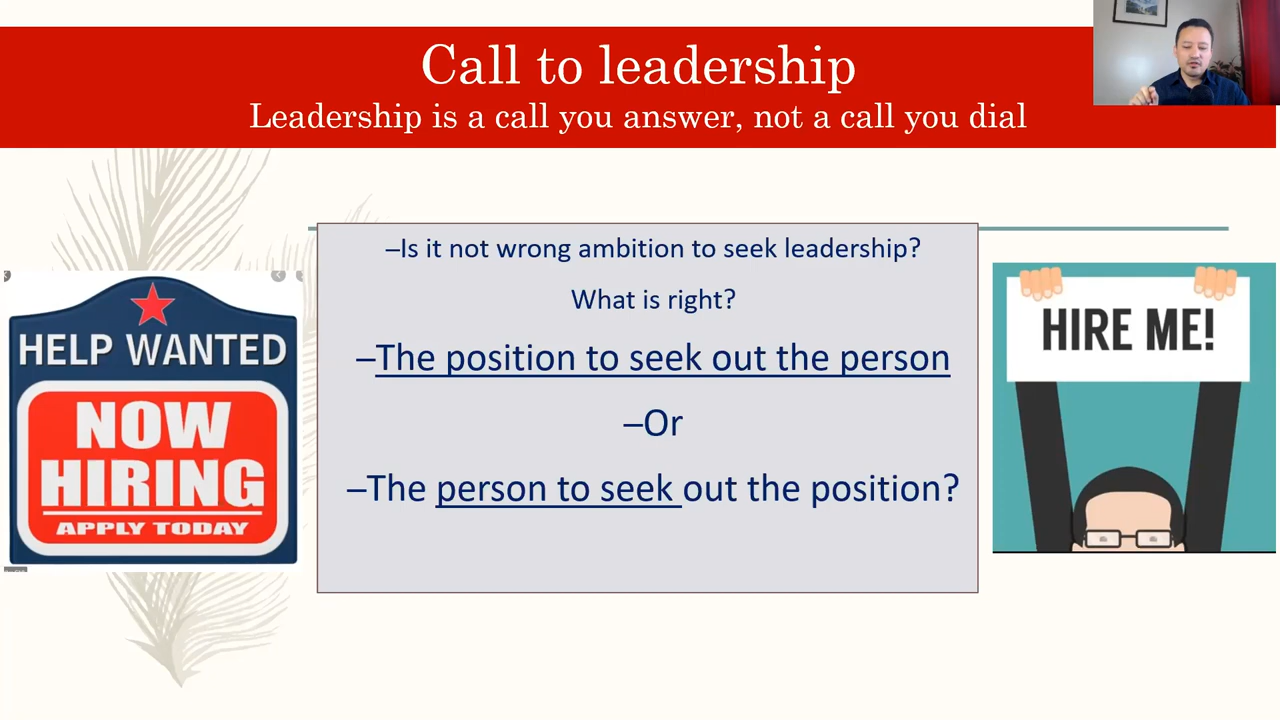 Call to leadership
Leadership is a call you answer, not a call you dial
–Is it not wrong ambition to seek leadership?
What is right?
–The position to seek out the person
–Or
–The person to seek out the position?
HELP WANTED
NOW
HIRING
APPLY TODAY
HIRE ME!